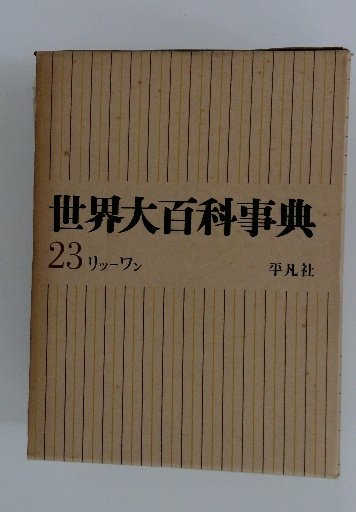 世界大百科事典
23 リッーワン
平凡社